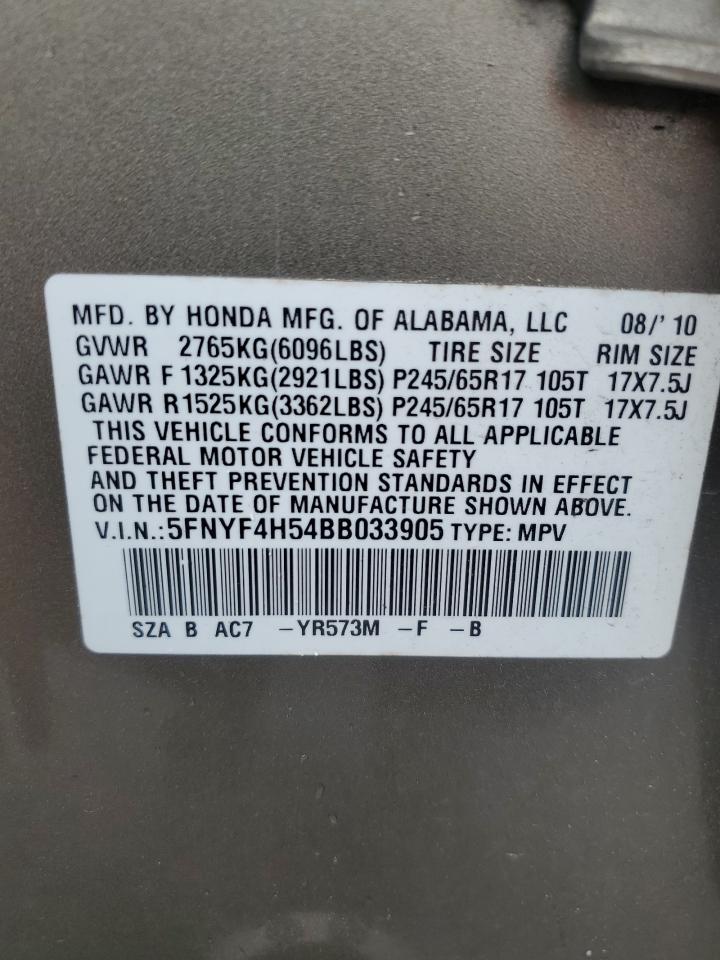 MFD. BY HONDA MFG. OF ALABAMA, LLC 08/'10
GVWR 2765KG(6096LBS) TIRE SIZE RIM SIZE
GAWR F 1325KG(2921LBS) P245/65R17 105T 17X7.5J
GAWR R 1525KG(3362LBS) P245/65R17 105T 17X7.5J
THIS VEHICLE CONFORMS TO ALL APPLICABLE
FEDERAL MOTOR VEHICLE SAFETY
AND THEFT PREVENTION STANDARDS IN EFFECT
ON THE DATE OF MANUFACTURE SHOWN ABOVE.
V.I.N.:5FNYF4H54BB033905 TYPE: MPV
SZA B AC7 -YR573M -F -B